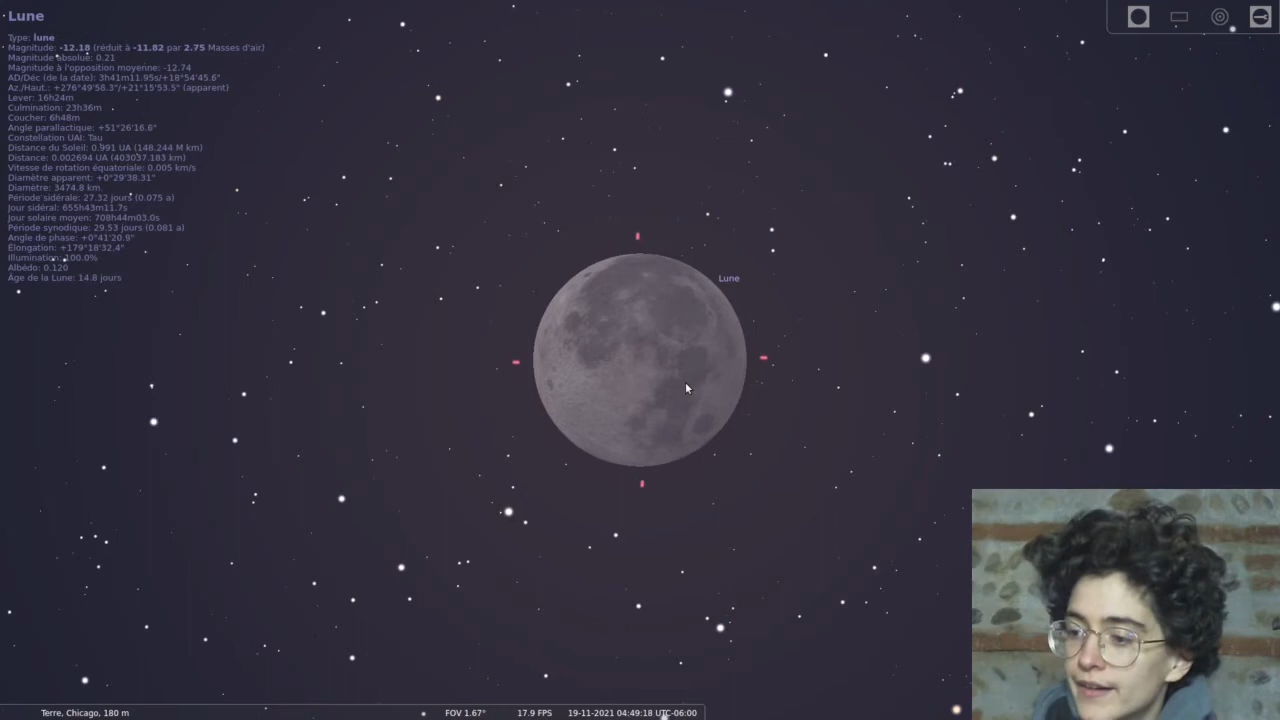 Lune
Type: lune
Magnitude: -12.18 (réduit à -11.82 par 2.75 Masses d'air)
Magnitude absolue: 0.21
Magnitude à l'opposition moyenne: -12.74
AD/Déc (de la date): 3h41m11.95s/+18°54'45.6"
Az./Haut.: +276°49'58.3"/+21°15'53.5" (apparent)
Lever: 16h24m
Culmination: 23h36m
Coucher: 6h48m
Angle parallactique: +51°26'16.6"
Constellation UAI: Tau
Distance du Soleil: 0.991 UA (148.244 M km)
Distance: 0.002694 UA (403037.183 km)
Vitesse de rotation équatoriale: 0.005 km/s
Diamètre apparent: +0°29'38.31"
Diamètre: 3474.8 km
Période sidérale: 27.32 jours (0.075 a)
Jour sidéral: 655h43m11.7s
Jour solaire moyen: 708h44m03.0s
Période synodique: 29.53 jours (0.081 a)
Angle de phase: +0°41'20.8"
Élongation: +179°18'32.4"
Illumination: 100.0%
Albédo: 0.120
Âge de la Lune: 14.8 jours
Lune
Terre, Chicago, 180 m FOV 1.67° 17.9 FPS 19-11-2021 04:49:18 UTC-06:00